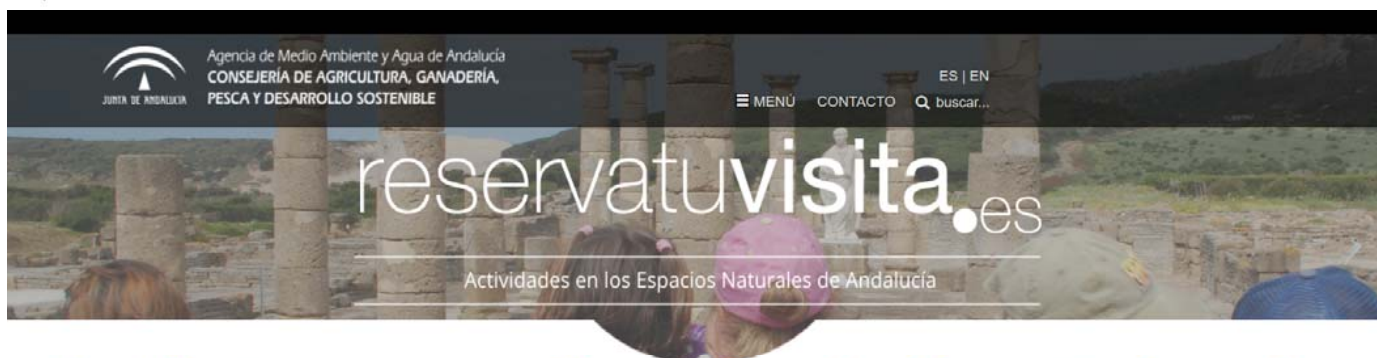 Agencia de Medio Ambiente y Agua de Andalucía
CONSEJERÍA DE AGRICULTURA, GANADERÍA,
PESCA Y DESARROLLO SOSTENIBLE
JUNTA DE ANDALUCIA
ES | EN
MENÚ CONTACTO buscar...
reservatuvisita.es
Actividades en los Espacios Naturales de Andalucía